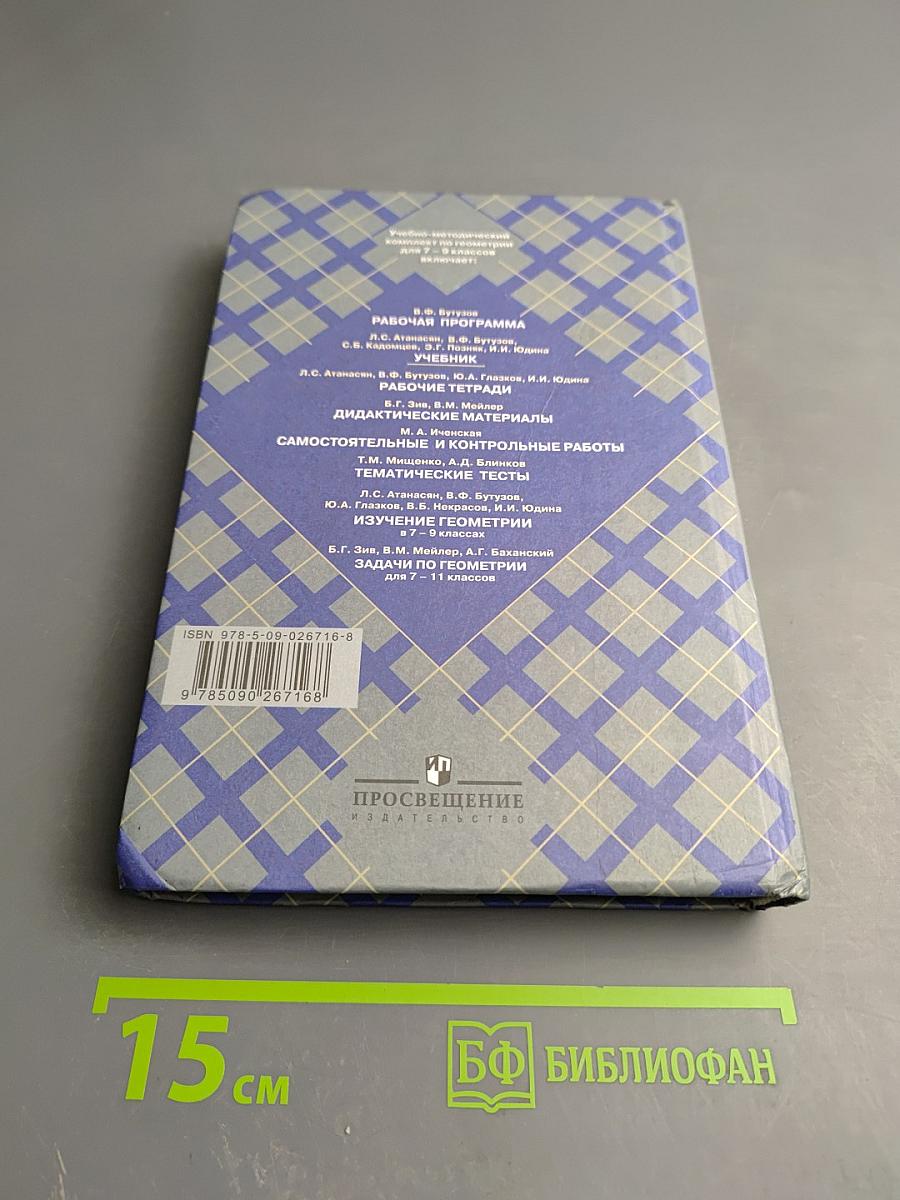 Учебно-методический
комплект по геометрии
для 7 – 9 классов
включает:
В.Ф. Бутузов
РАБОЧАЯ ПРОГРАММА
Л.С. Атанасян, В.Ф. Бутузов,
С.Б. Кадомцев, Э.Г. Позняк, И.И. Юдина
УЧЕБНИК
Л.С. Атанасян, В.Ф. Бутузов, Ю.А. Глазков, И.И. Юдина
РАБОЧИЕ ТЕТРАДИ
Б.Г. Зив, В.М. Мейлер
ДИДАКТИЧЕСКИЕ МАТЕРИАЛЫ
М.А. Иченская
САМОСТОЯТЕЛЬНЫЕ И КОНТРОЛЬНЫЕ РАБОТЫ
Т.М. Мищенко, А.Д. Блинков
ТЕМАТИЧЕСКИЕ ТЕСТЫ
Л.С. Атанасян, В.Ф. Бутузов,
Ю.А. Глазков, В.Б. Некрасов, И.И. Юдина
ИЗУЧЕНИЕ ГЕОМЕТРИИ
в 7 – 9 классах
Б.Г. Зив, В.М. Мейлер, А.Г. Баханский
ЗАДАЧИ ПО ГЕОМЕТРИИ
для 7 – 11 классов
ISBN 978-5-09-026716-8
9 785090 267168
ИП
ПРОСВЕЩЕНИЕ
ИЗДАТЕЛЬСТВО
15 см
БФ БИБЛИОФАН